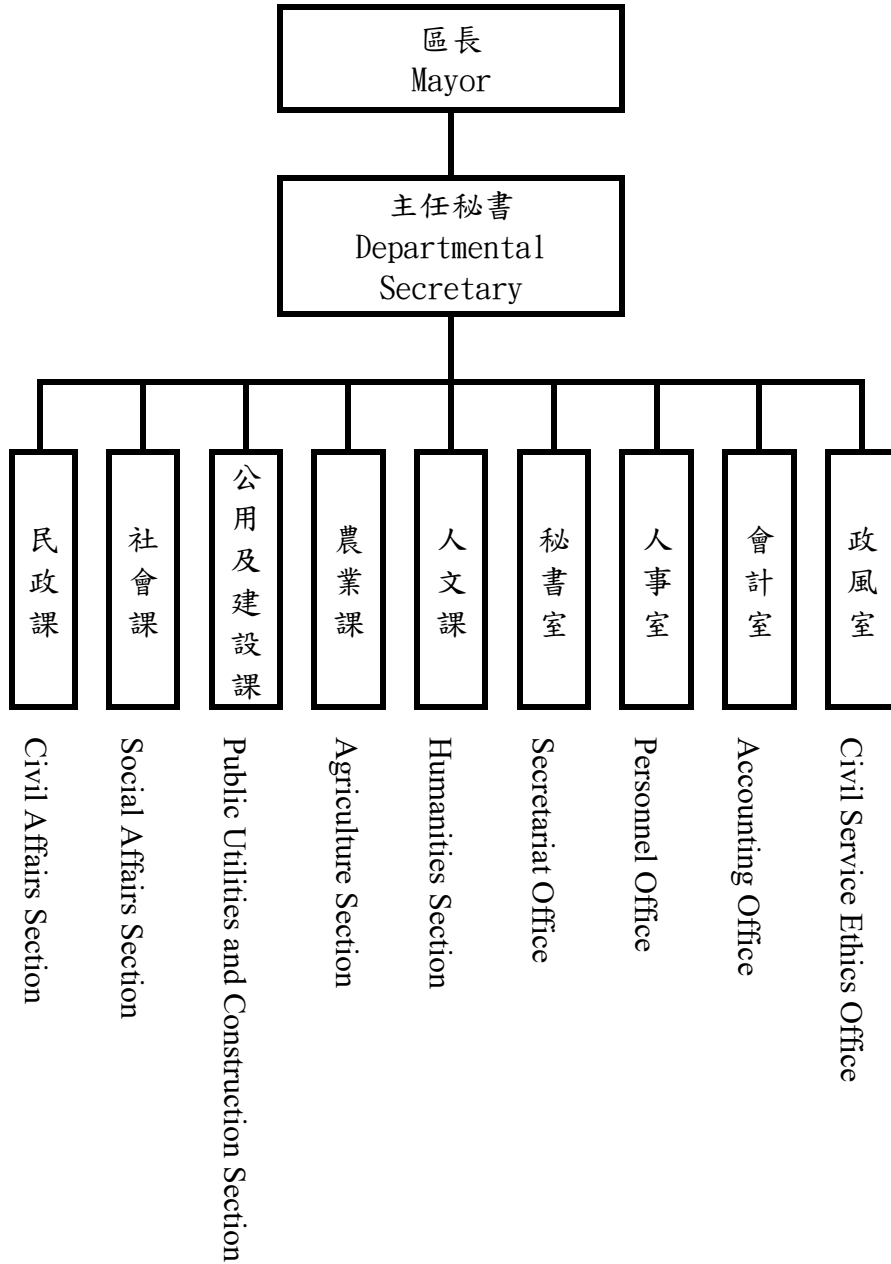 區長
Mayor
主任秘書
Departmental
Secretary
民政課
社會課
公用及建設課
農業課
人文課
秘書室
人事室
會計室
政風室
Civil Affairs Section
Social Affairs Section
Public Utilities and Construction Section
Agriculture Section
Humanities Section
Secretariat Office
Personnel Office
Accounting Office
Civil Service Ethics Office